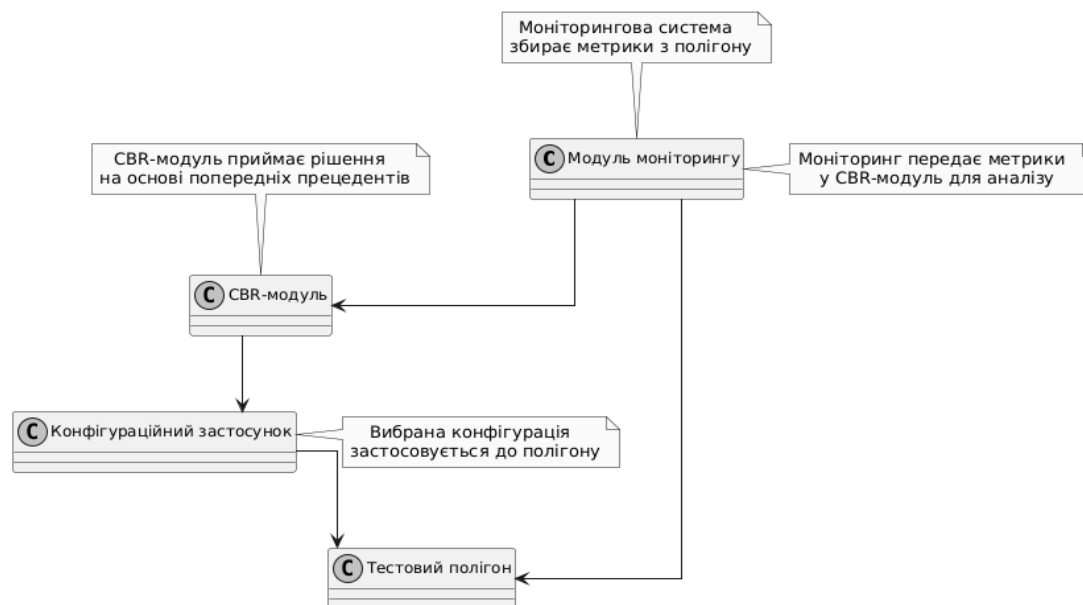 Моніторингова система
збирає метрики з полігону
CBR-модуль приймає рішення
на основі попередніх прецедентів
C Модуль моніторингу
Моніторинг передає метрики
у CBR-модуль для аналізу
C CBR-модуль
C Конфігураційний застосунок
Вибрана конфігурація
застосовується до полігону
C Тестовий полігон